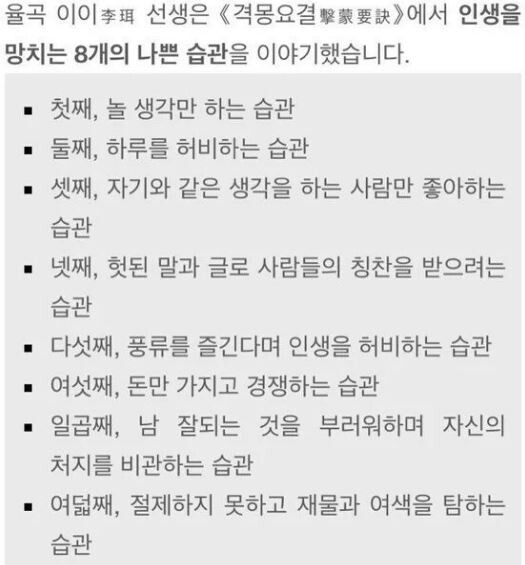 율곡 이이李珥 선생은 《격몽요결擊蒙要訣》에서 인생을
망치는 8개의 나쁜 습관을 이야기했습니다.
▪ 첫째, 놀 생각만 하는 습관
▪ 둘째, 하루를 허비하는 습관
▪ 셋째, 자기와 같은 생각을 하는 사람만 좋아하는
습관
▪ 넷째, 헛된 말과 글로 사람들의 칭찬을 받으려는
습관
▪ 다섯째, 풍류를 즐긴다며 인생을 허비하는 습관
▪ 여섯째, 돈만 가지고 경쟁하는 습관
▪ 일곱째, 남 잘되는 것을 부러워하며 자신의
처지를 비관하는 습관
▪ 여덟째, 절제하지 못하고 재물과 여색을 탐하는
습관